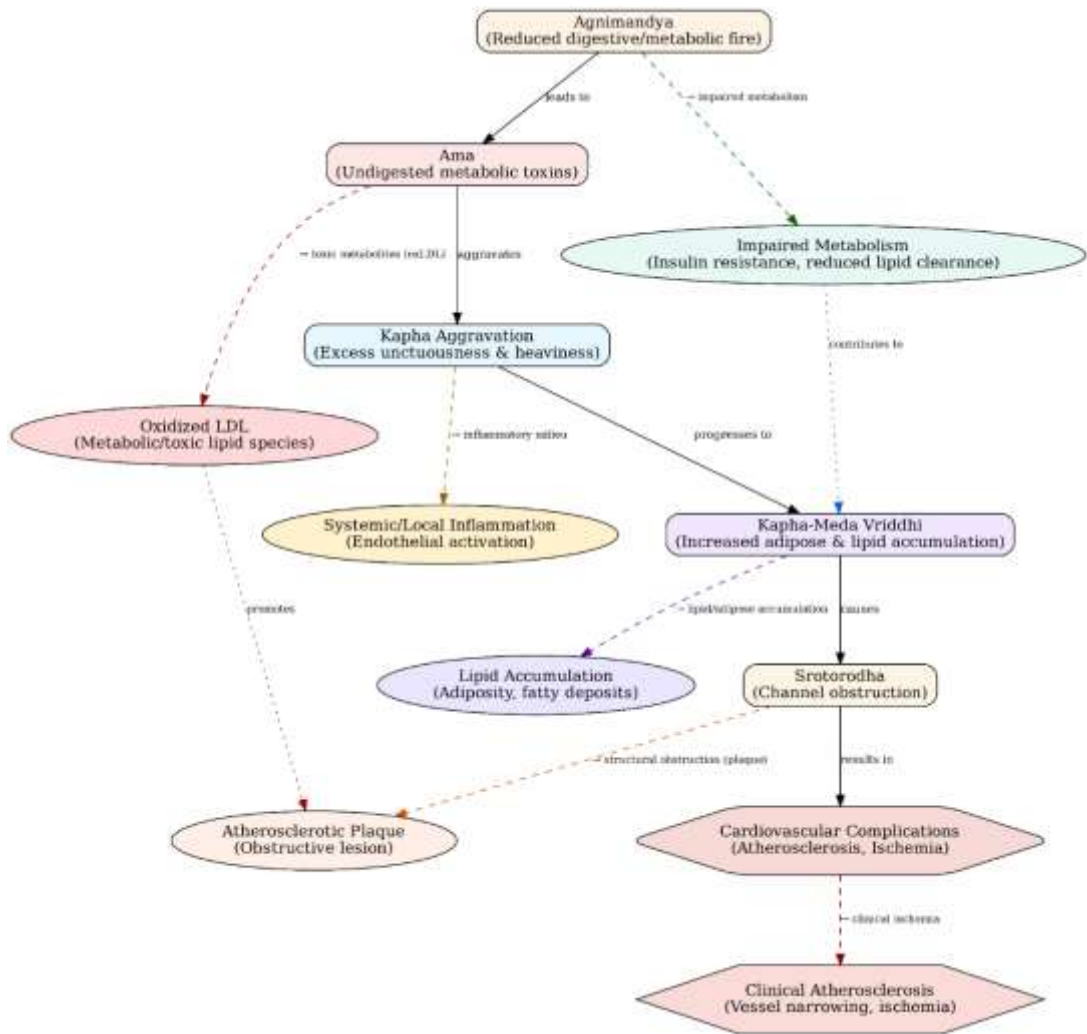 Agnimandya
(Reduced digestive/metabolic fire)
leads to
→ impaired metabolism
Ama
(Undigested metabolic toxins)
Impaired Metabolism
(Insulin resistance, reduced lipid clearance)
→ toxic metabolites (oxLDL)
aggravates
Kapha Aggravation
(Excess unctuousness & heaviness)
contributes to
Oxidized LDL
(Metabolic/toxic lipid species)
→ inflammatory milieu
progresses to
Systemic/Local Inflammation
(Endothelial activation)
Kapha-Meda Vriddhi
(Increased adipose & lipid accumulation)
promotes
→ lipid/adipose accumulation
causes
Lipid Accumulation
(Adiposity, fatty deposits)
Srotorodha
(Channel obstruction)
→ structural obstruction (plaque)
results in
Atherosclerotic Plaque
(Obstructive lesion)
Cardiovascular Complications
(Atherosclerosis, Ischemia)
→ clinical ischemia
Clinical Atherosclerosis
(Vessel narrowing, ischemia)